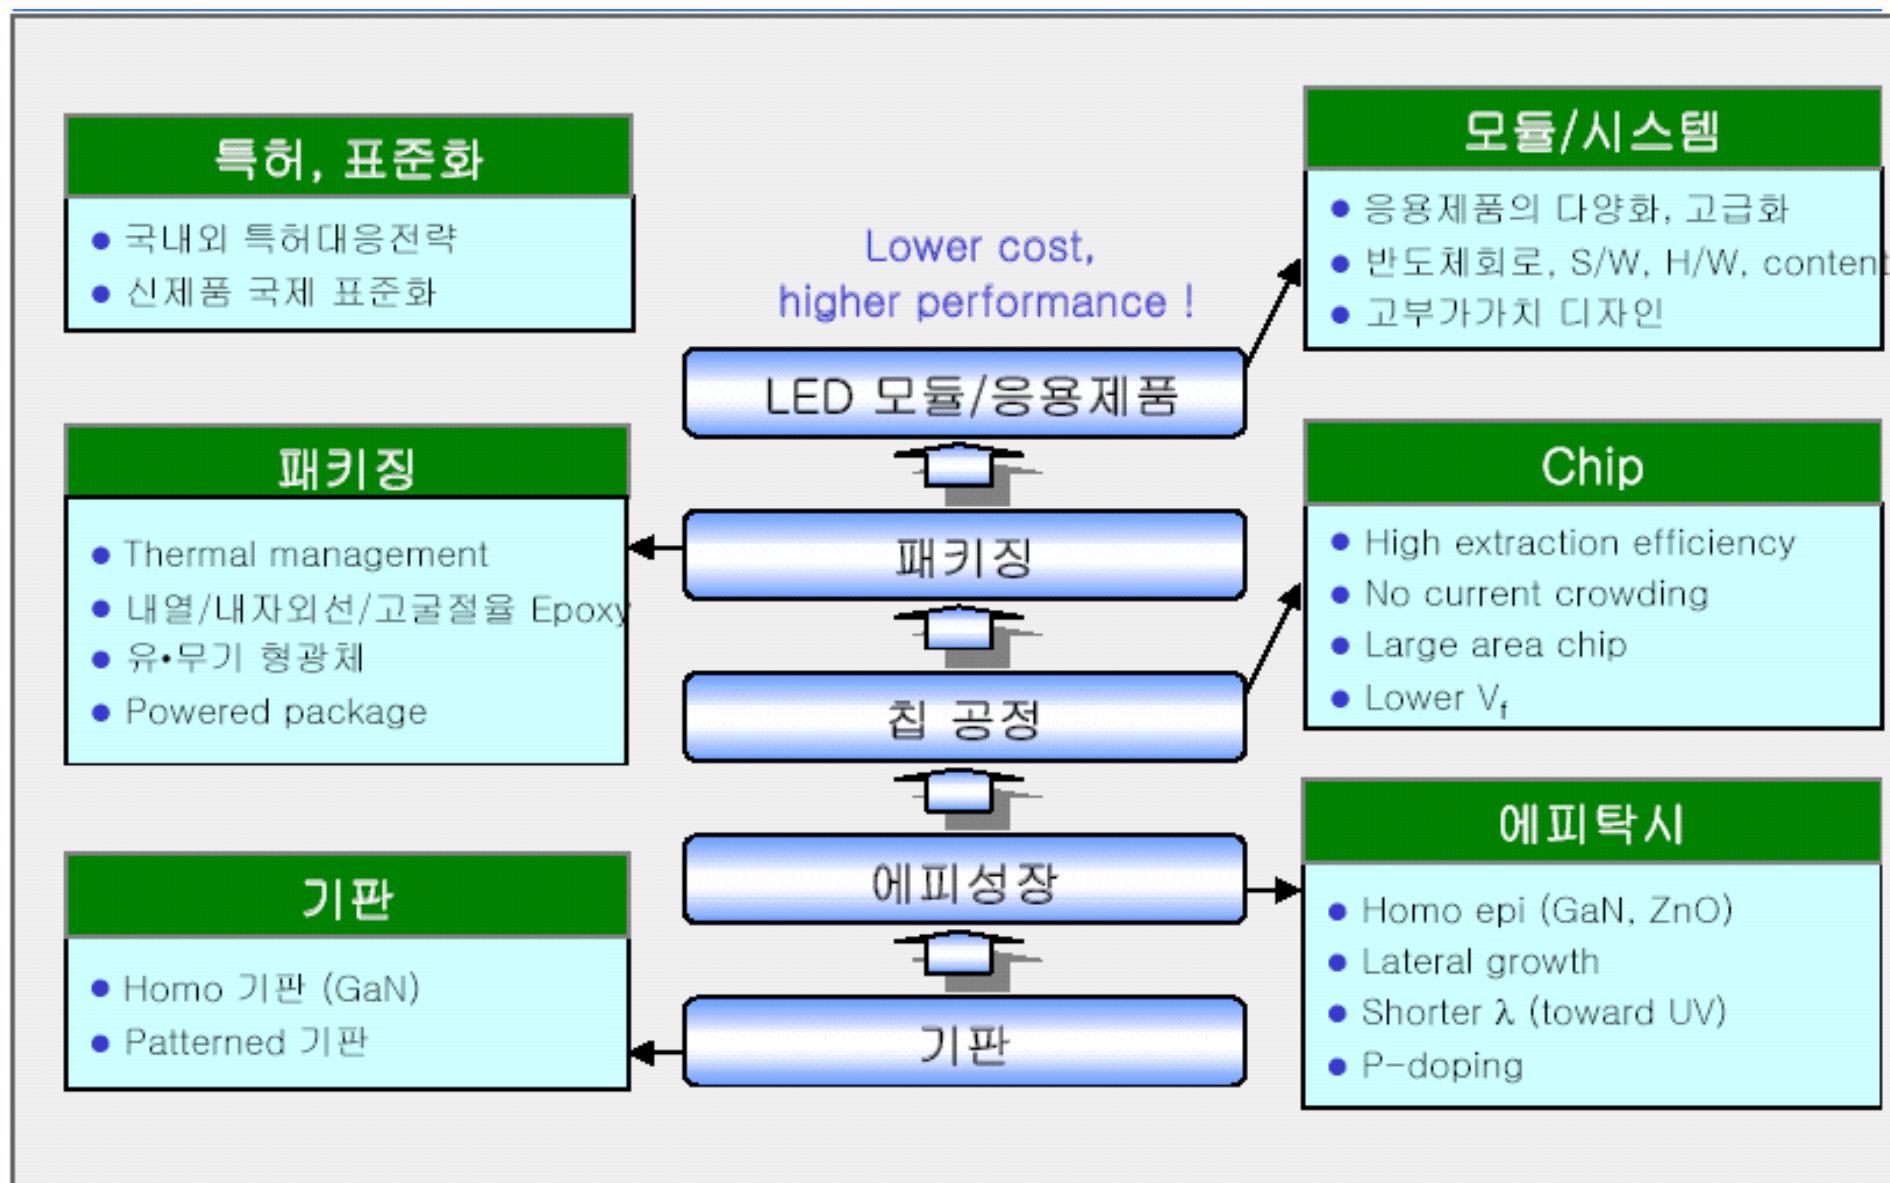 특허, 표준화
국내외 특허대응전략
신제품 국제 표준화
Lower cost,
higher performance !
모듈/시스템
응용제품의 다양화, 고급화
반도체회로, S/W, H/W, content
고부가가치 디자인
LED 모듈/응용제품
패키징
Thermal management
내열/내자외선/고굴절율 Epoxy
유•무기 형광체
Powered package
패키징
Chip
High extraction efficiency
No current crowding
Large area chip
Lower Vf
칩 공정
에피성장
에피탁시
Homo epi (GaN, ZnO)
Lateral growth
Shorter λ (toward UV)
P-doping
기판
Homo 기판 (GaN)
Patterned 기판
기판